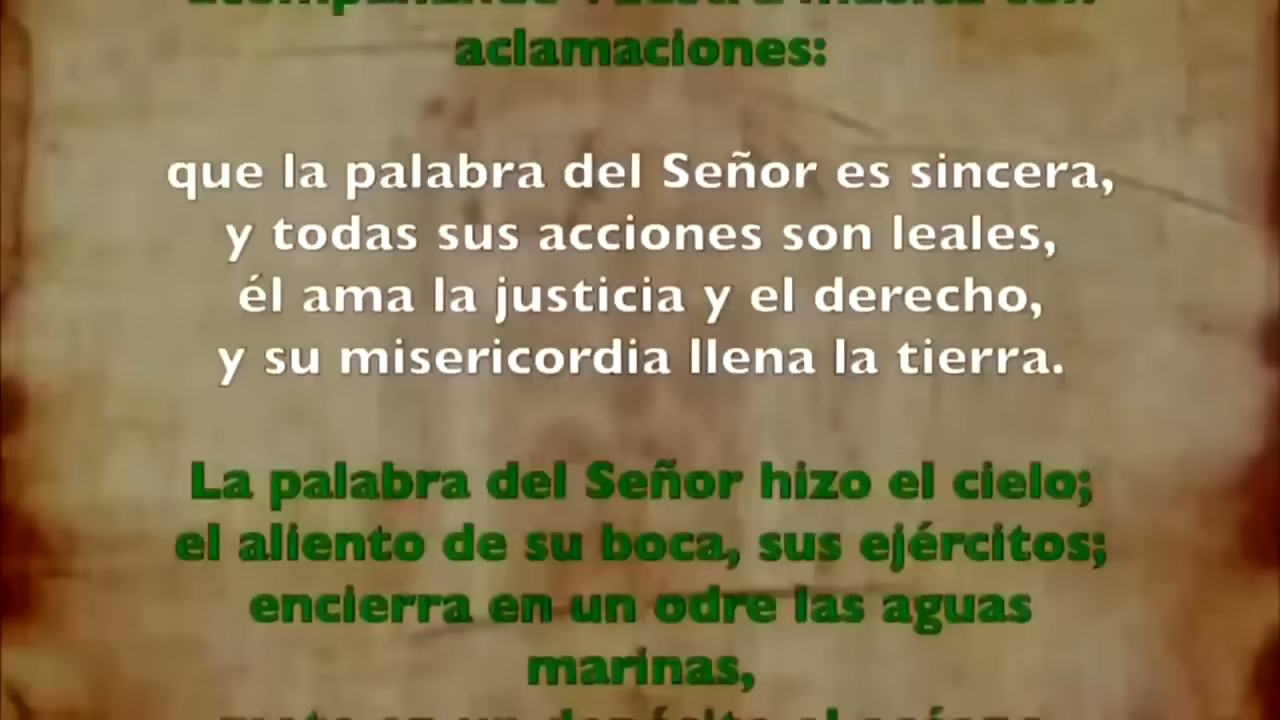 aclamaciones:
que la palabra del Señor es sincera,
y todas sus acciones son leales,
él ama la justicia y el derecho,
y su misericordia llena la tierra.
La palabra del Señor hizo el cielo;
el aliento de su boca, sus ejércitos;
encierra en un odre las aguas
marinas,